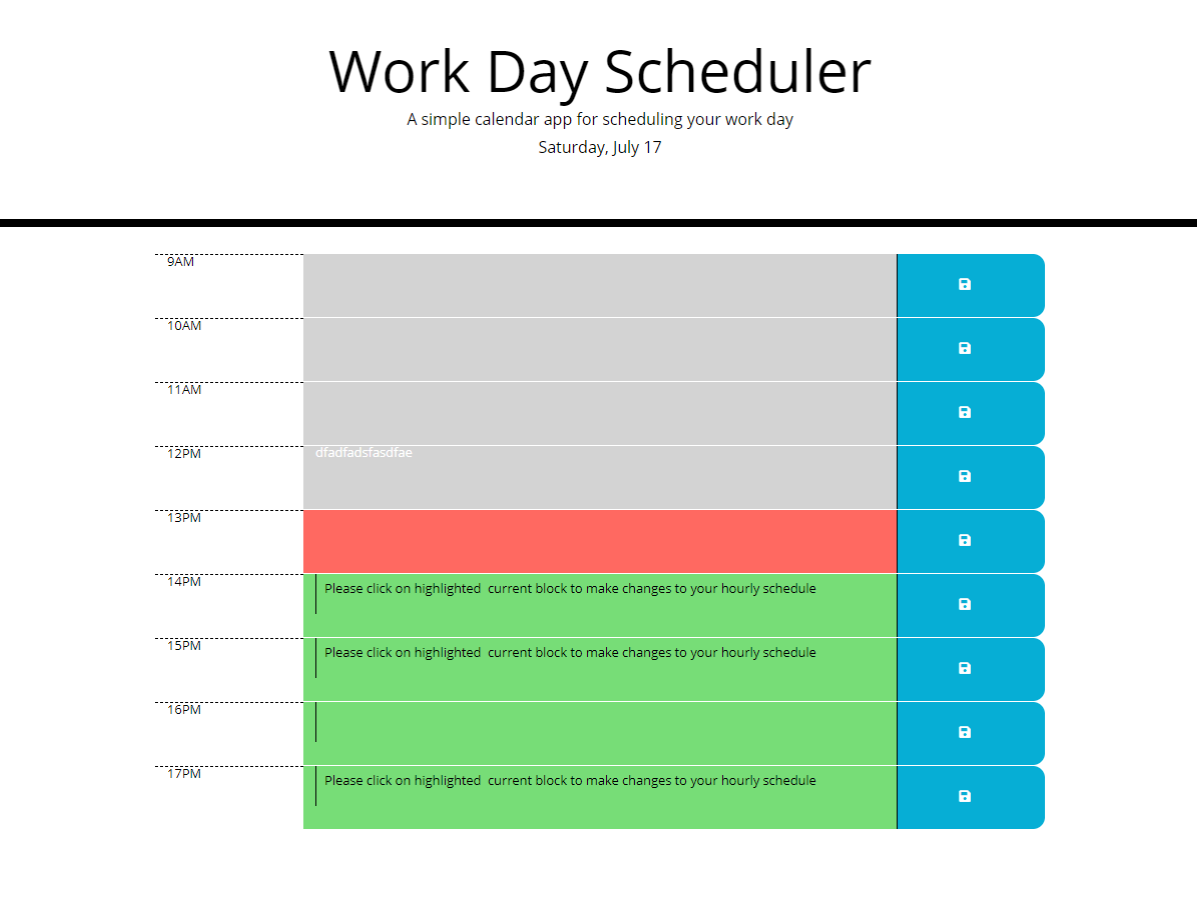 Work Day Scheduler
A simple calendar app for scheduling your work day
Saturday, July 17
9AM
10AM
11AM
12PM dfadfadsfasdfae
13PM
14PM Please click on highlighted  current block to make changes to your hourly schedule
15PM Please click on highlighted  current block to make changes to your hourly schedule
16PM
17PM Please click on highlighted  current block to make changes to your hourly schedule